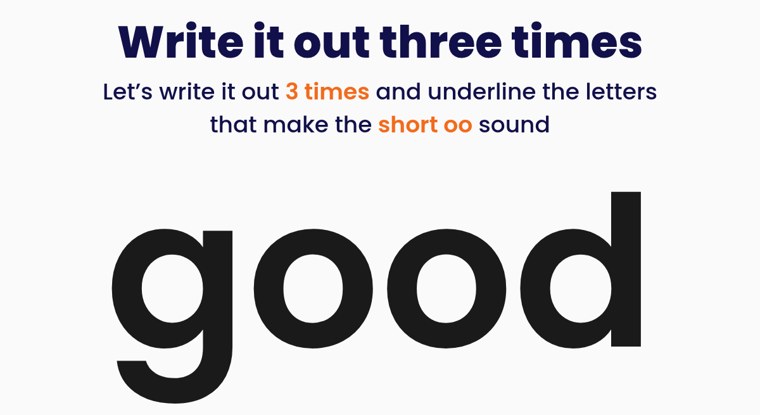 Write it out three times
Let’s write it out 3 times and underline the letters
that make the short oo sound
good